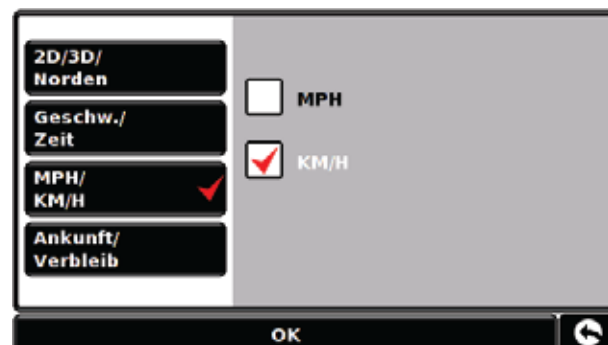 2D/3D/
Norden
Geschw./
Zeit
MPH/
KM/H
Ankunft/
Verbleib
MPH
KM/H
OK